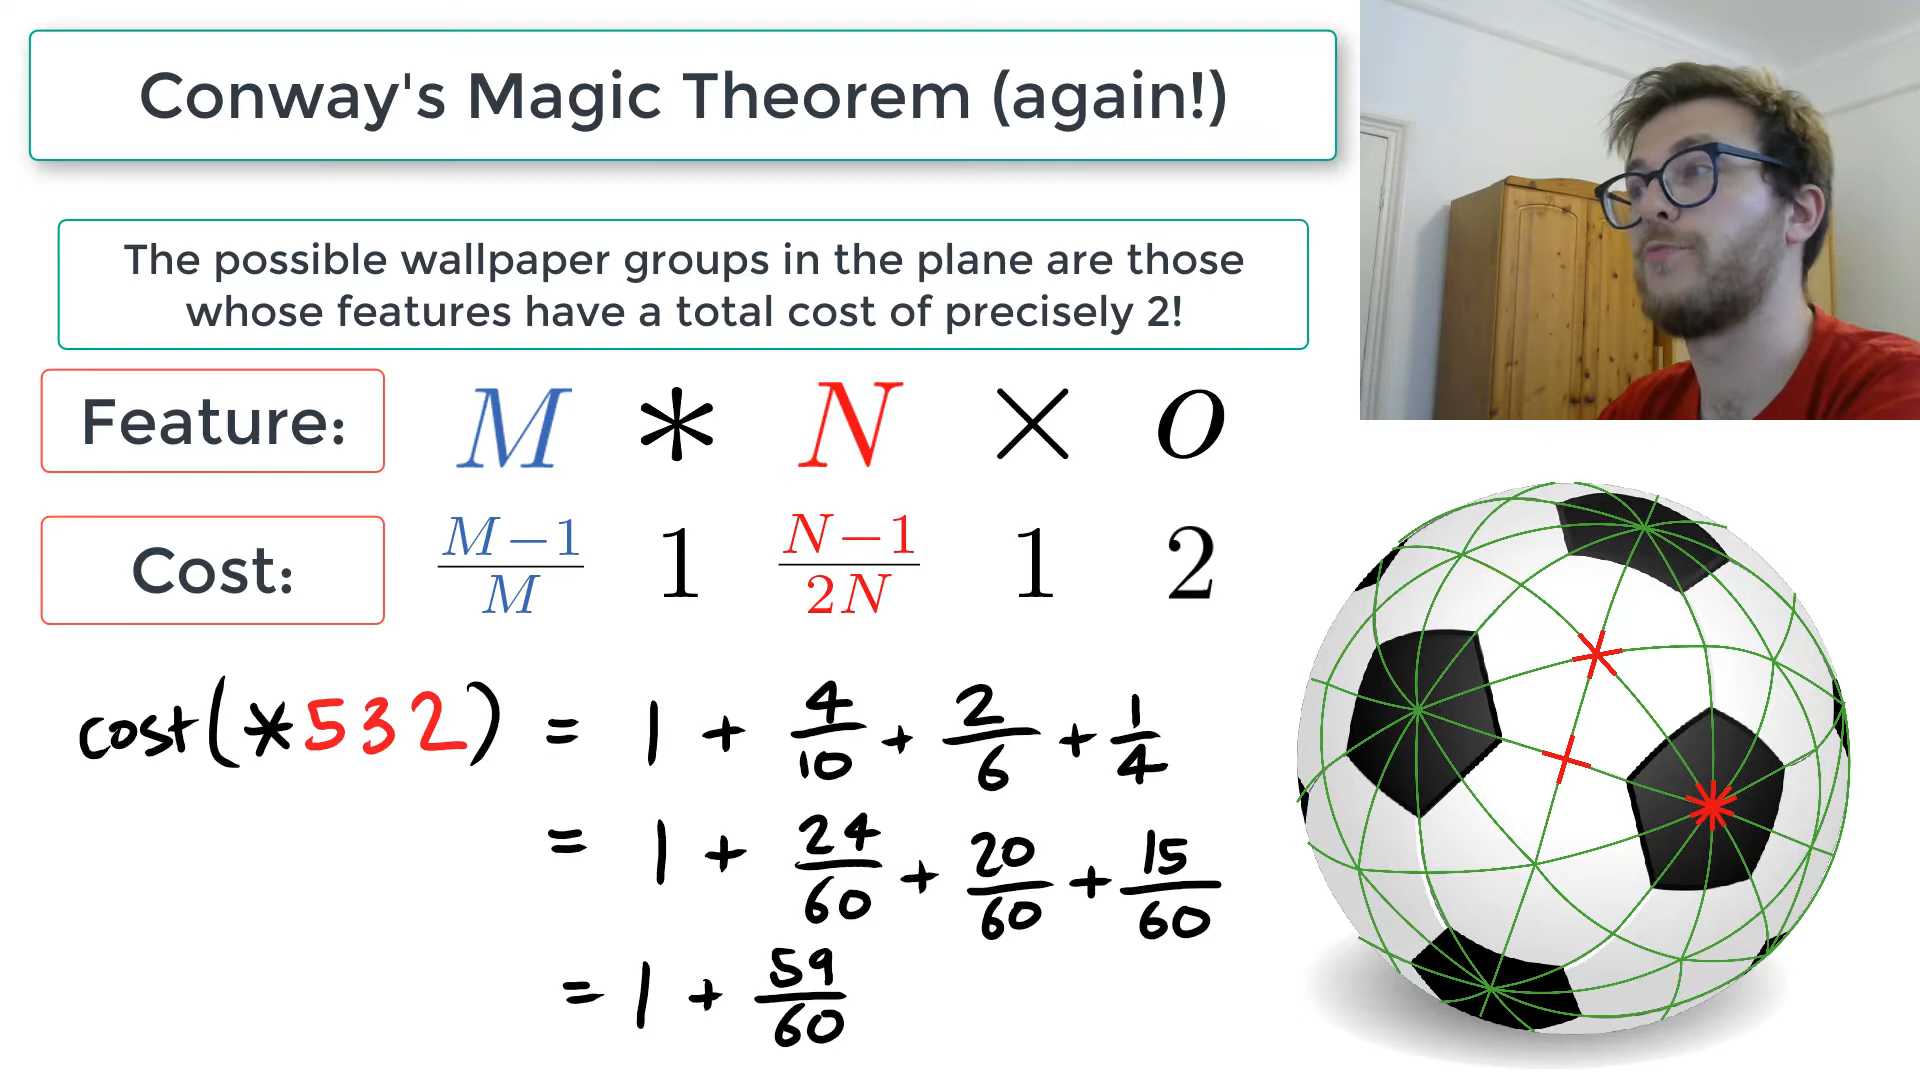 Conway's Magic Theorem (again!)
The possible wallpaper groups in the plane are those
whose features have a total cost of precisely 2!
Feature: M * N × o
Cost: M−1/M 1 N−1/2N 1 2
cost(*532) = 1 + 4/10 + 2/6 + 1/4
= 1 + 24/60 + 20/60 + 15/60
= 1 + 59/60